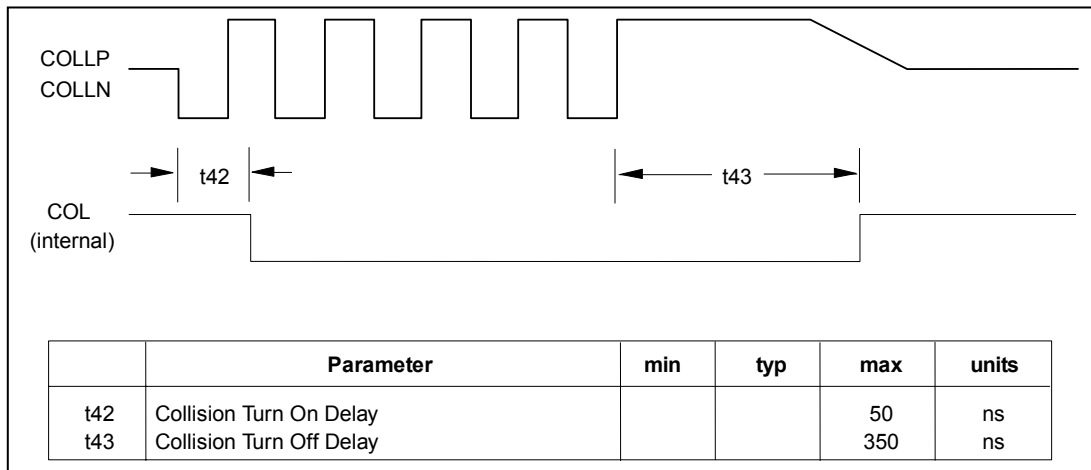 COLLP
COLLN
t42
t43
COL
(internal)
Parameter min typ max units
t42 Collision Turn On Delay 50 ns
t43 Collision Turn Off Delay 350 ns